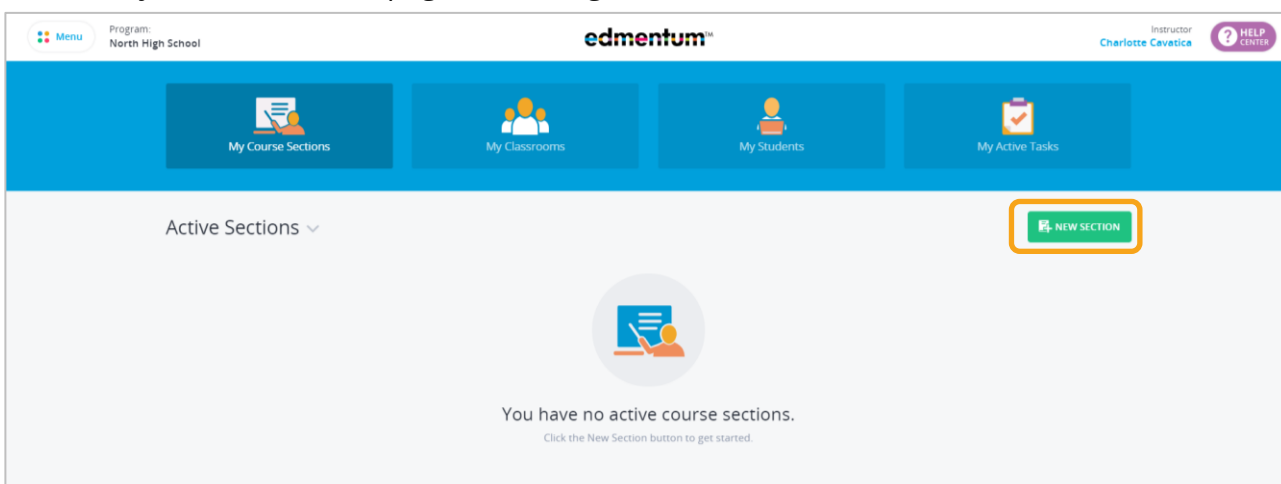 Menu
Program:
North High School
edmentum™
Instructor
Charlotte Cavatica
? HELP
CENTER
My Course Sections
My Classrooms
My Students
My Active Tasks
Active Sections
NEW SECTION
You have no active course sections.
Click the New Section button to get started.